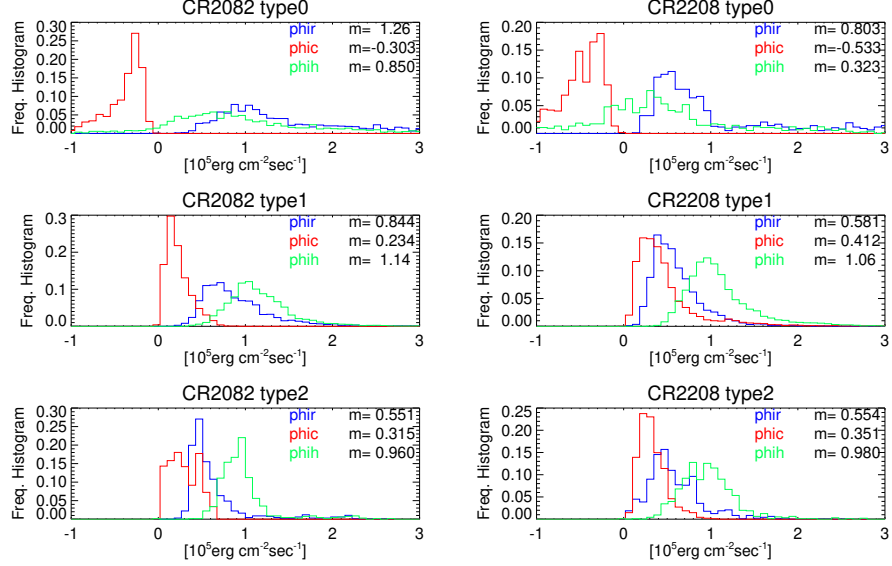 CR2082 type0
0.30
0.25
0.20
0.15
0.10
0.05
0.00
Freq. Histogram
phir m= 1.26
phic m=-0.303
phih m= 0.850
-1 0 1 2 3
[10⁵erg cm⁻²sec⁻¹]
CR2208 type0
0.20
0.15
0.10
0.05
0.00
Freq. Histogram
phir m= 0.803
phic m=-0.533
phih m= 0.323
-1 0 1 2 3
[10⁵erg cm⁻²sec⁻¹]
CR2082 type1
0.3
0.2
0.1
0.0
Freq. Histogram
phir m= 0.844
phic m= 0.234
phih m= 1.14
-1 0 1 2 3
[10⁵erg cm⁻²sec⁻¹]
CR2208 type1
0.20
0.15
0.10
0.05
0.00
Freq. Histogram
phir m= 0.581
phic m= 0.412
phih m= 1.06
-1 0 1 2 3
[10⁵erg cm⁻²sec⁻¹]
CR2082 type2
0.30
0.25
0.20
0.15
0.10
0.05
0.00
Freq. Histogram
phir m= 0.551
phic m= 0.315
phih m= 0.960
-1 0 1 2 3
[10⁵erg cm⁻²sec⁻¹]
CR2208 type2
0.25
0.20
0.15
0.10
0.05
0.00
Freq. Histogram
phir m= 0.554
phic m= 0.351
phih m= 0.980
-1 0 1 2 3
[10⁵erg cm⁻²sec⁻¹]